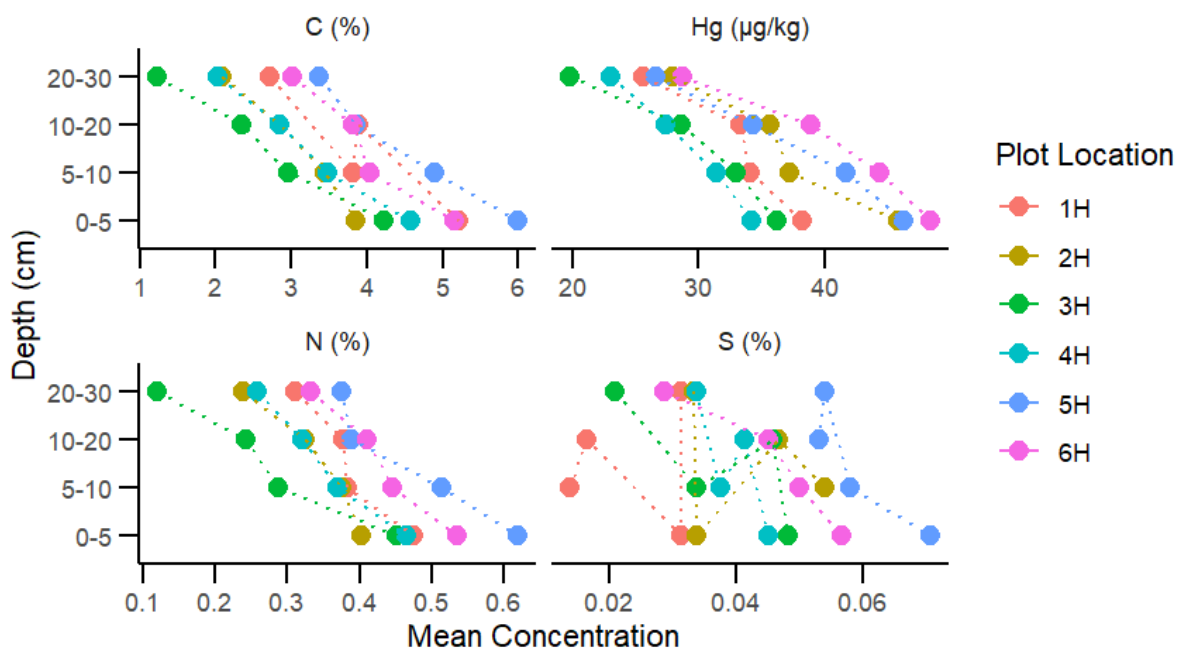 C (%)
Hg (µg/kg)
20-30
10-20
5-10
0-5
1 2 3 4 5 6
20 30 40
N (%)
S (%)
20-30
10-20
5-10
0-5
0.1 0.2 0.3 0.4 0.5 0.6
0.02 0.04 0.06
Depth (cm)
Mean Concentration
Plot Location
1H
2H
3H
4H
5H
6H